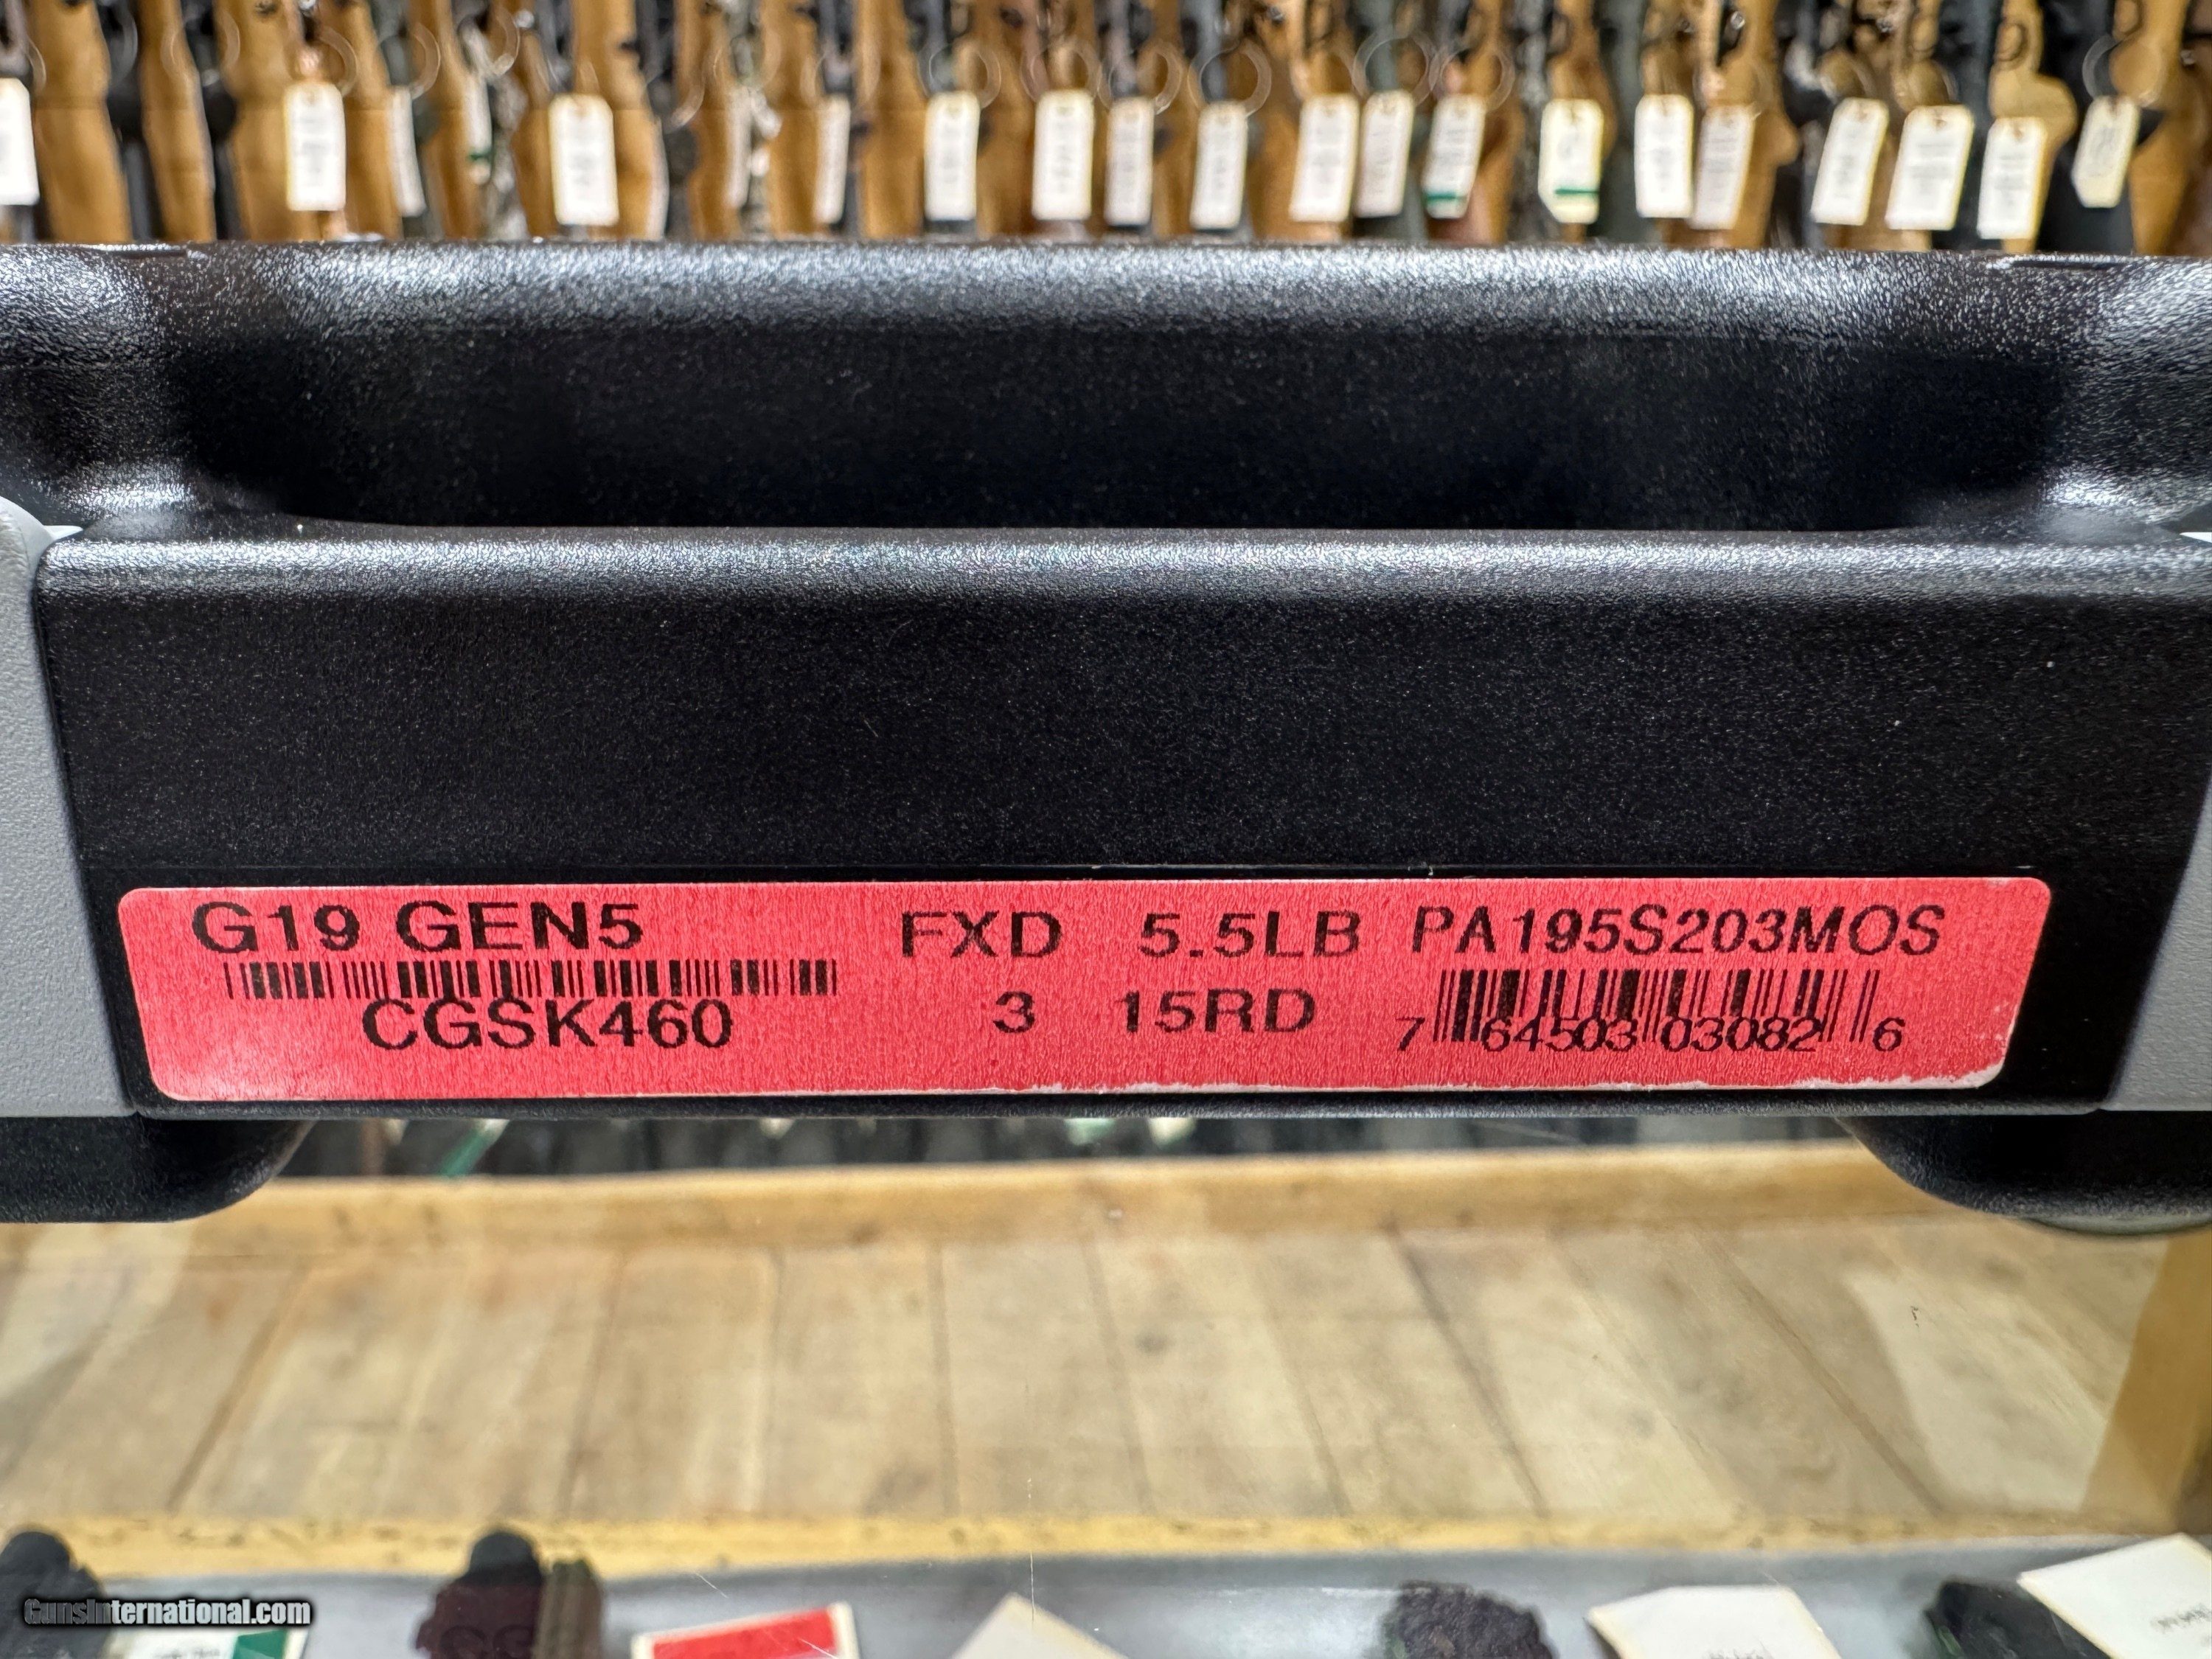 G19 GEN5 FXD 5.5LB PA195S203MOS
CGSK460 3 15RD 7 64503 03082 6
GunsInternational.com